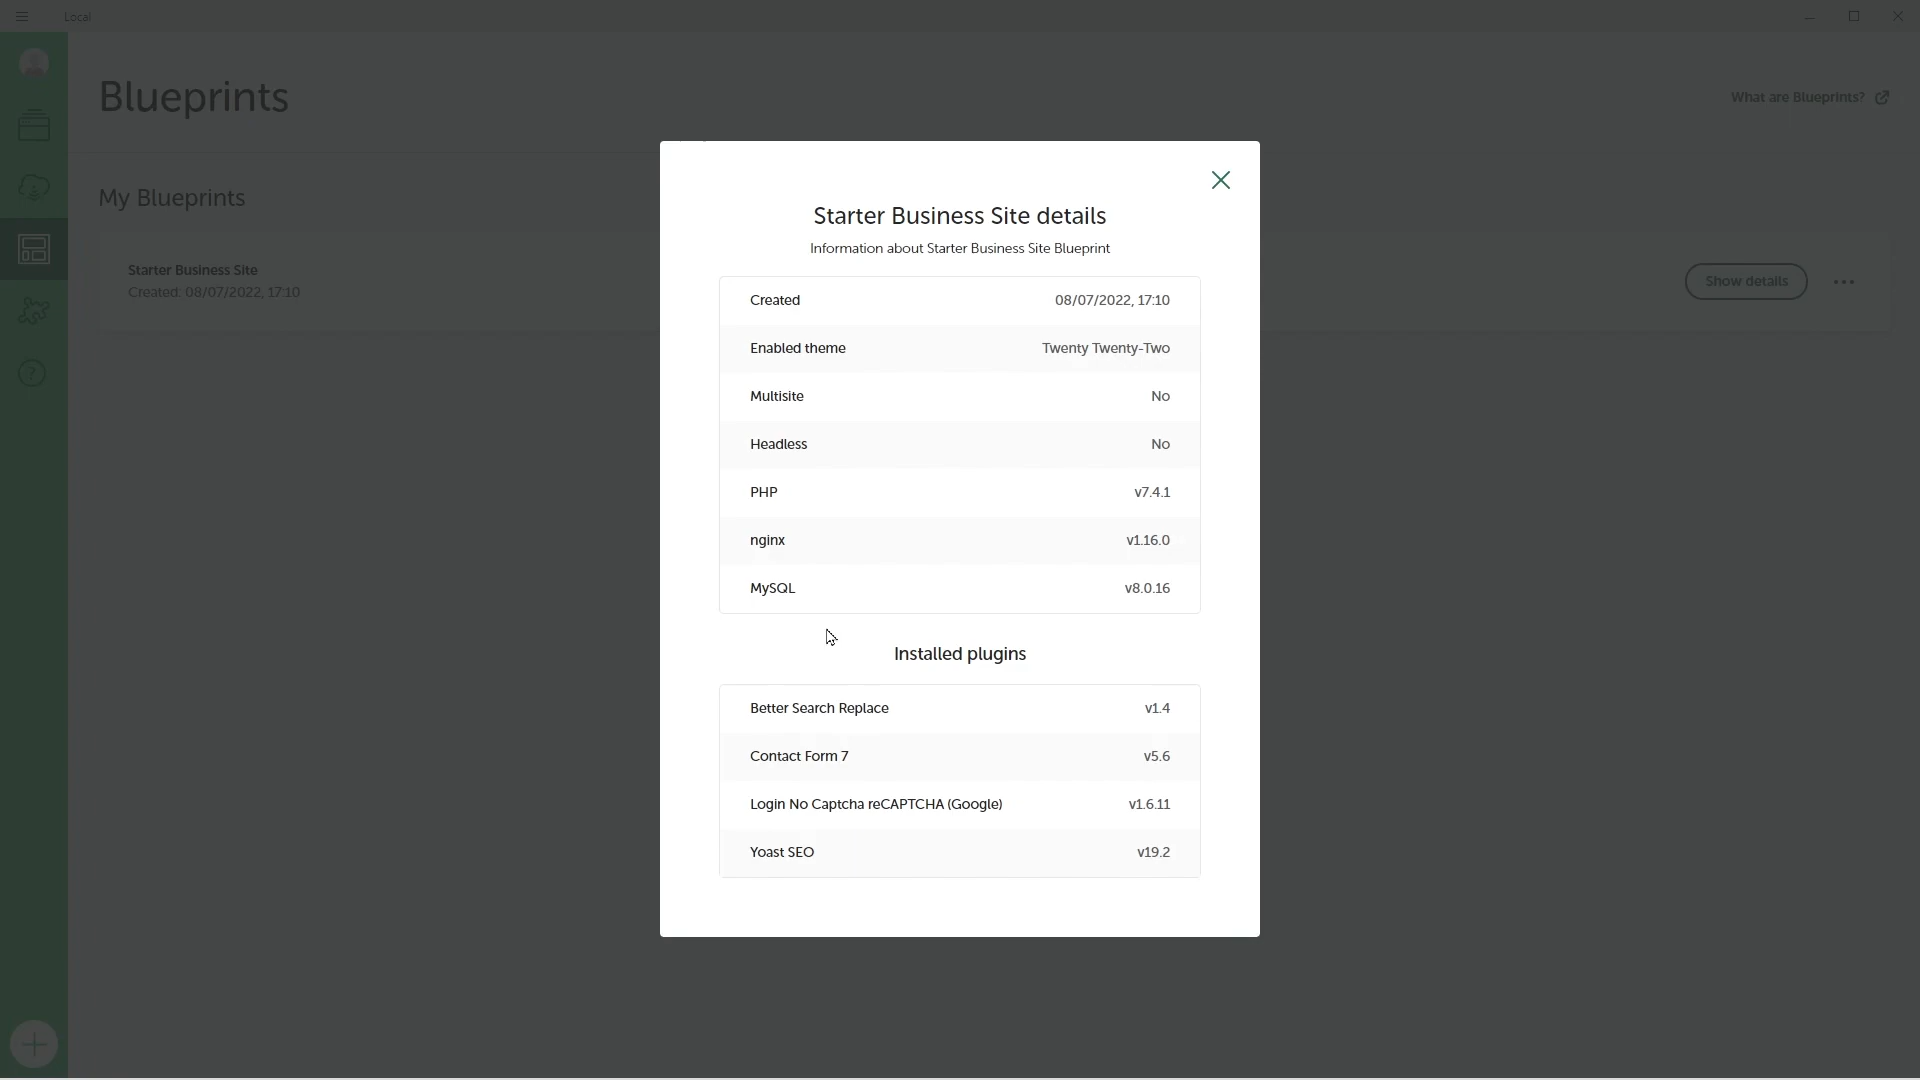 Local
Blueprints
What are Blueprints?
My Blueprints
Starter Business Site
Created: 08/07/2022, 17:10
Show details
Starter Business Site details
Information about Starter Business Site Blueprint
Created 08/07/2022, 17:10
Enabled theme Twenty Twenty-Two
Multisite No
Headless No
PHP v7.4.1
nginx v1.16.0
MySQL v8.0.16
Installed plugins
Better Search Replace v1.4
Contact Form 7 v5.6
Login No Captcha reCAPTCHA (Google) v1.6.11
Yoast SEO v19.2